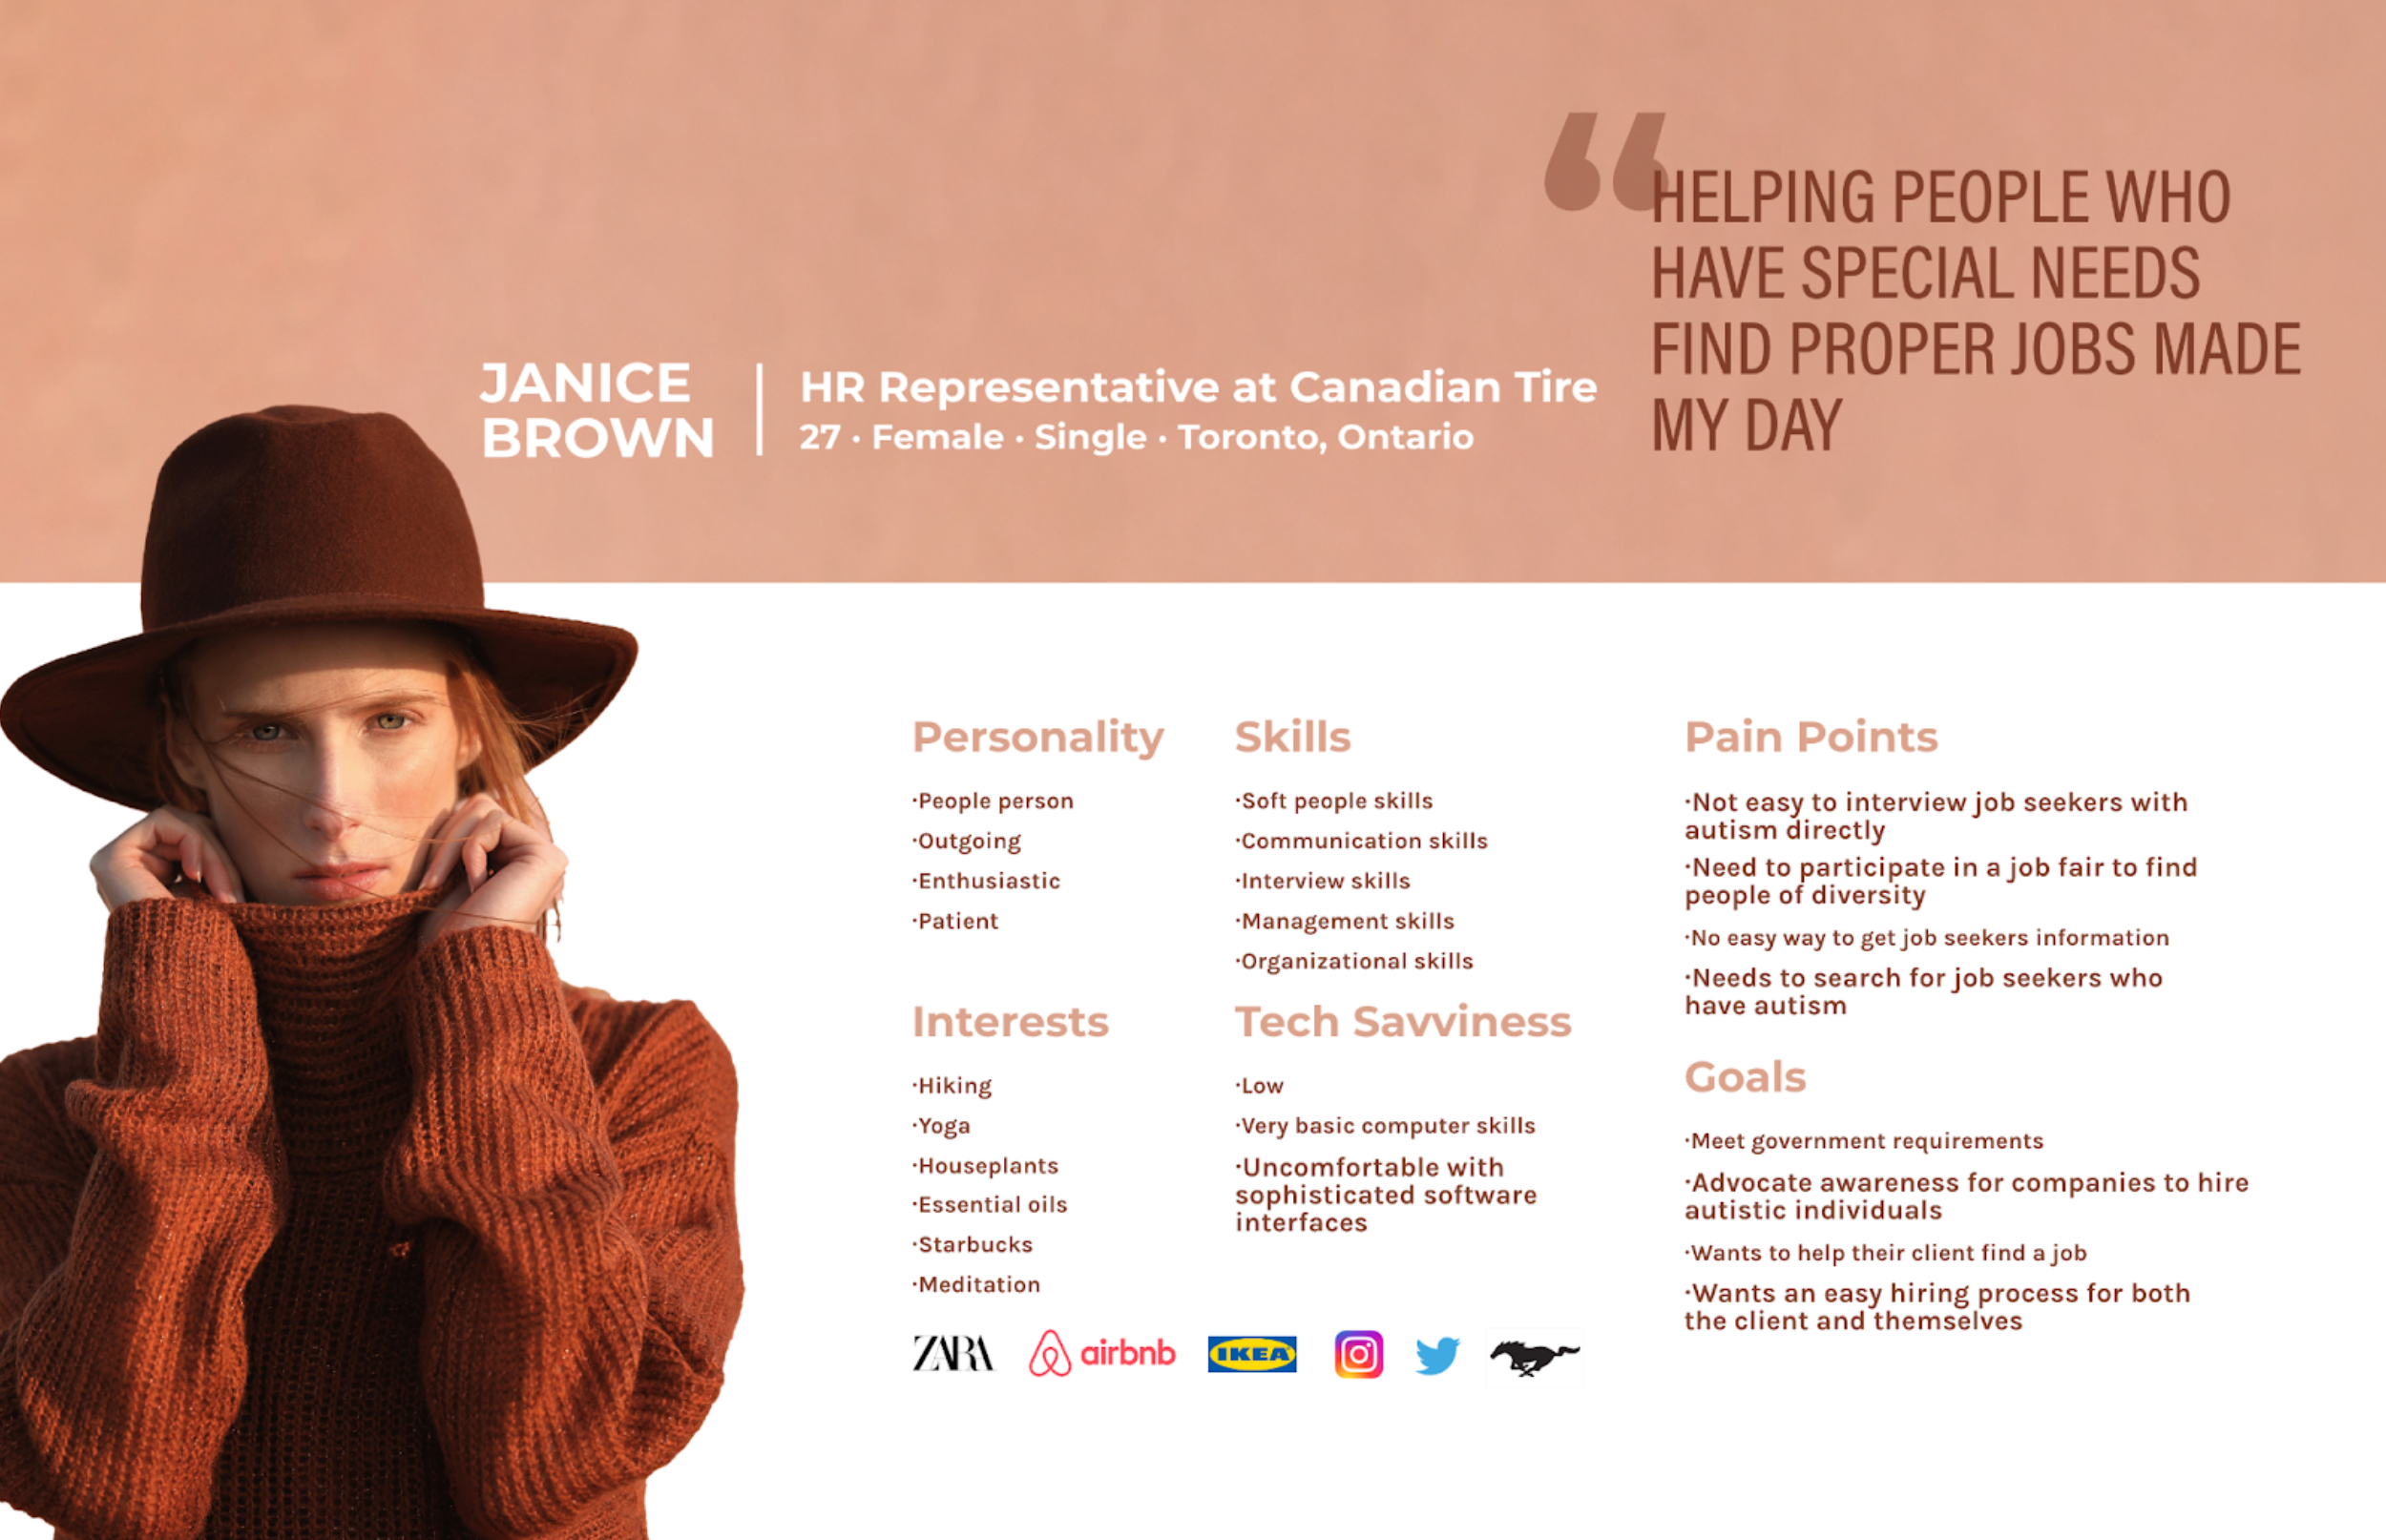 “
HELPING PEOPLE WHO
HAVE SPECIAL NEEDS
FIND PROPER JOBS MADE
MY DAY
JANICE
BROWN
HR Representative at Canadian Tire
27 · Female · Single · Toronto, Ontario
Personality
·People person
·Outgoing
·Enthusiastic
·Patient
Skills
·Soft people skills
·Communication skills
·Interview skills
·Management skills
·Organizational skills
Pain Points
·Not easy to interview job seekers with
autism directly
·Need to participate in a job fair to find
people of diversity
·No easy way to get job seekers information
·Needs to search for job seekers who
have autism
Interests
·Hiking
·Yoga
·Houseplants
·Essential oils
·Starbucks
·Meditation
Tech Savviness
·Low
·Very basic computer skills
·Uncomfortable with
sophisticated software
interfaces
Goals
·Meet government requirements
·Advocate awareness for companies to hire
autistic individuals
·Wants to help their client find a job
·Wants an easy hiring process for both
the client and themselves
ZARA
airbnb
IKEA